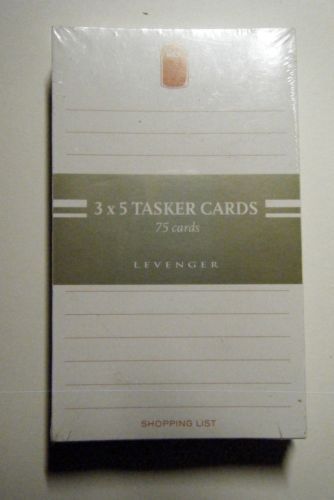 3 x 5 TASKER CARDS
75 cards
LEVENGER
SHOPPING LIST